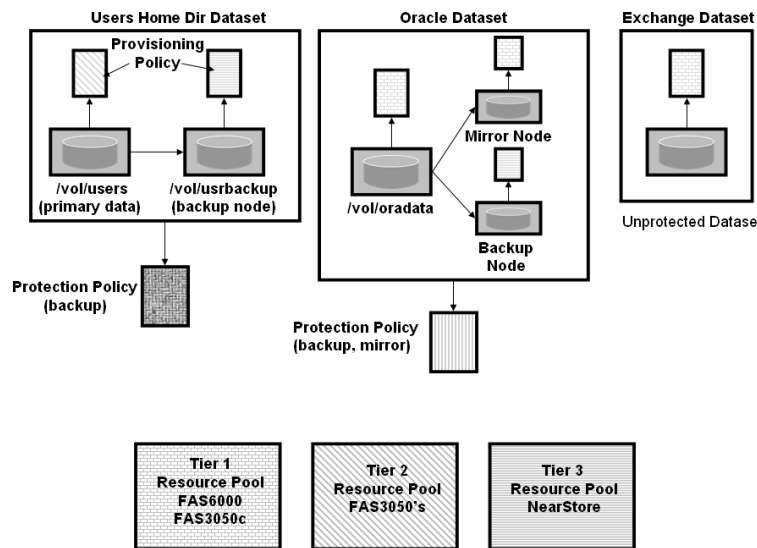 Users Home Dir Dataset
Provisioning
Policy
/vol/users
(primary data)
/vol/usrbackup
(backup node)
Protection Policy
(backup)
Oracle Dataset
Mirror Node
/vol/oradata
Backup
Node
Protection Policy
(backup, mirror)
Exchange Dataset
Unprotected Datase
Tier 1
Resource Pool
FAS6000
FAS3050c
Tier 2
Resource Pool
FAS3050's
Tier 3
Resource Pool
NearStore